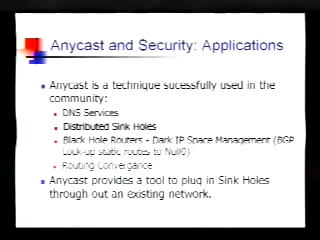 Anycast and Security: Applications
Anycast is a technique sucessfully used in the
community:
DNS Services
Distributed Sink Holes
Black Hole Routers - Dark IP Space Management (BGP
Lock-up static routes to Null0)
Routing Convergance
Anycast provides a tool to plug in Sink Holes
through out an existing network.